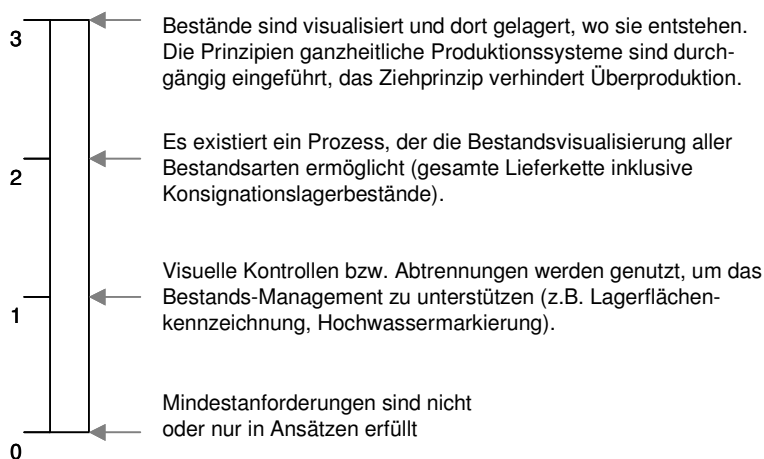 3
Bestände sind visualisiert und dort gelagert, wo sie entstehen.
Die Prinzipien ganzheitliche Produktionssysteme sind durch-
gängig eingeführt, das Ziehprinzip verhindert Überproduktion.
2
Es existiert ein Prozess, der die Bestandsvisualisierung aller
Bestandsarten ermöglicht (gesamte Lieferkette inklusive
Konsignationslagerbestände).
1
Visuelle Kontrollen bzw. Abtrennungen werden genutzt, um das
Bestands-Management zu unterstützen (z.B. Lagerflächen-
kennzeichnung, Hochwassermarkierung).
0
Mindestanforderungen sind nicht
oder nur in Ansätzen erfüllt